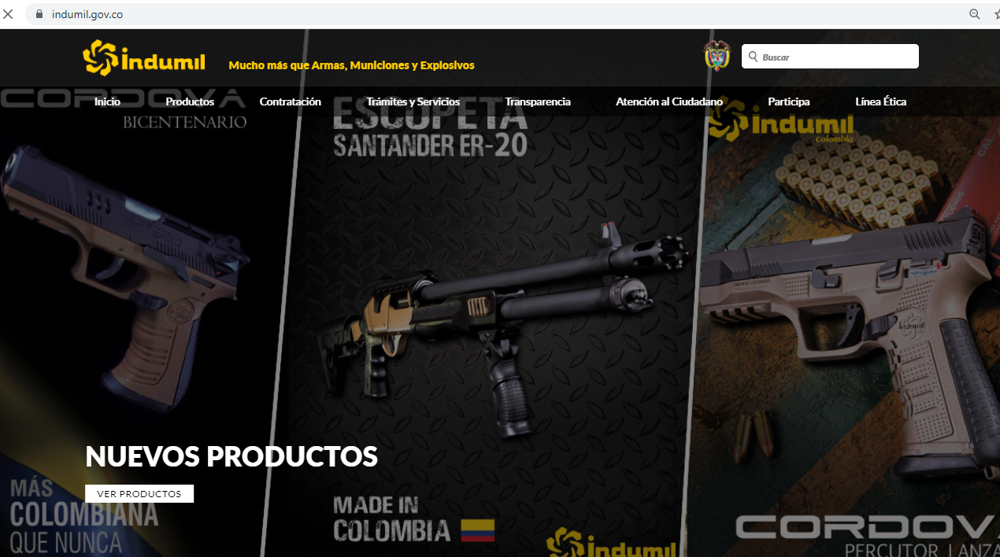 indumil.gov.co
indumil
Mucho más que Armas, Municiones y Explosivos
Buscar
Inicio
Productos
Contratación
Trámites y Servicios
Transparencia
Atención al Ciudadano
Participa
Línea Ética
CORDOVA
BICENTENARIO
ESCOPETA
SANTANDER ER-20
indumil
Colombia
CORDOVA
indumil
NUEVOS PRODUCTOS
VER PRODUCTOS
MÁS
COLOMBIANA
QUE NUNCA
MADE IN
COLOMBIA
indumil
CORDOVA
PERCUTOR LANZA